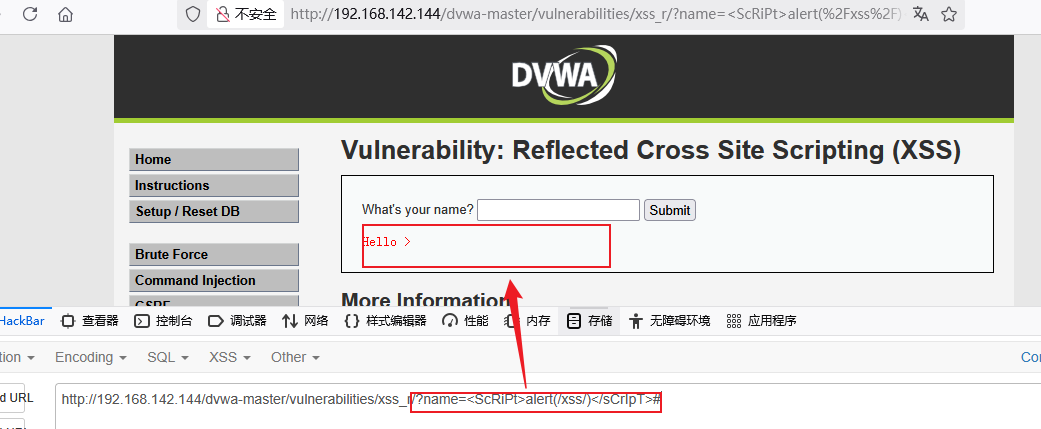 不安全 http://192.168.142.144/dvwa-master/vulnerabilities/xss_r/?name=<ScRiPt>alert(%2Fxss%2F)
DVWA
Vulnerability: Reflected Cross Site Scripting (XSS)
Home
Instructions
Setup / Reset DB
Brute Force
Command Injection
CSRF
What's your name? Submit
Hello >
More Information
HackBar 查看器 控制台 调试器 网络 {} 样式编辑器 性能 内存 存储 无障碍环境 应用程序
tion Encoding SQL XSS Other Co
d URL
http://192.168.142.144/dvwa-master/vulnerabilities/xss_r/?name=<ScRiPt>alert(/xss/)</sCrIpT>#